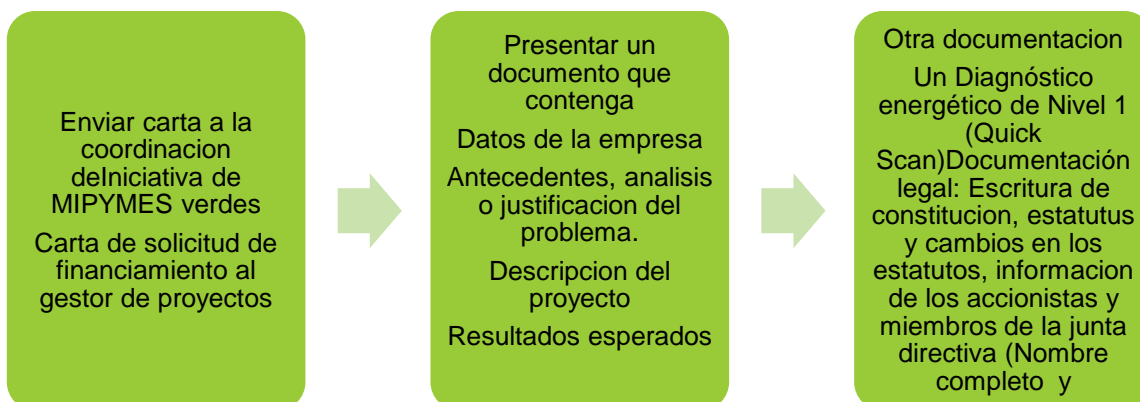 Enviar carta a la
coordinacion
deIniciativa de
MIPYMES verdes
Carta de solicitud de
financiamiento al
gestor de proyectos
Presentar un
documento que
contenga
Datos de la empresa
Antecedentes, analisis
o justificacion del
problema.
Descripcion del
proyecto
Resultados esperados
Otra documentacion
Un Diagnóstico
energético de Nivel 1
(Quick
Scan)Documentación
legal: Escritura de
constitucion, estatutus
y cambios en los
estatutos, informacion
de los accionistas y
miembros de la junta
directiva (Nombre
completo y